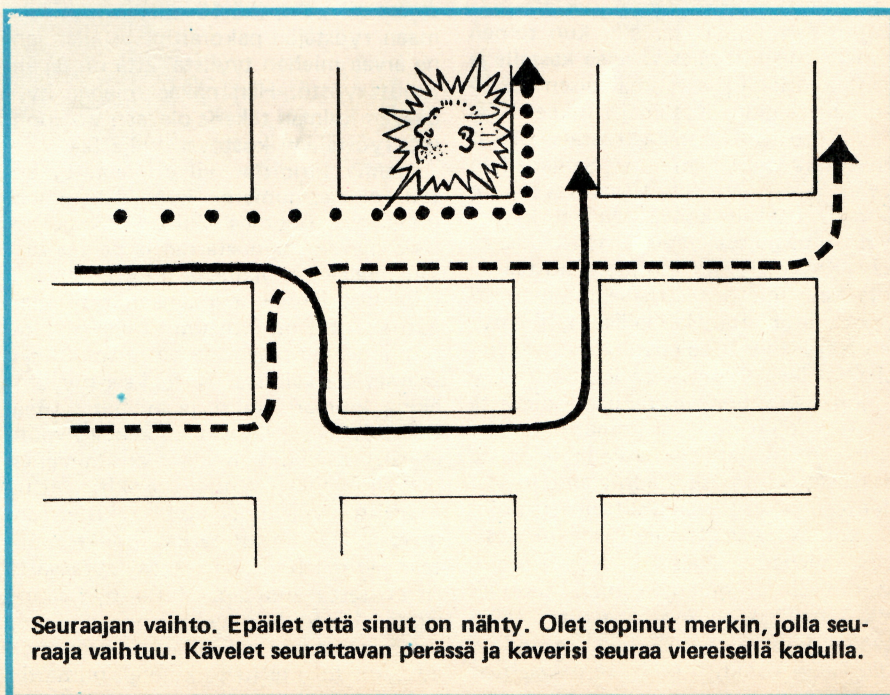 3
Seuraajan vaihto. Epäilet että sinut on nähty. Olet sopinut merkin, jolla seu-
raaja vaihtuu. Kävelet seurattavan perässä ja kaverisi seuraa viereisellä kadulla.